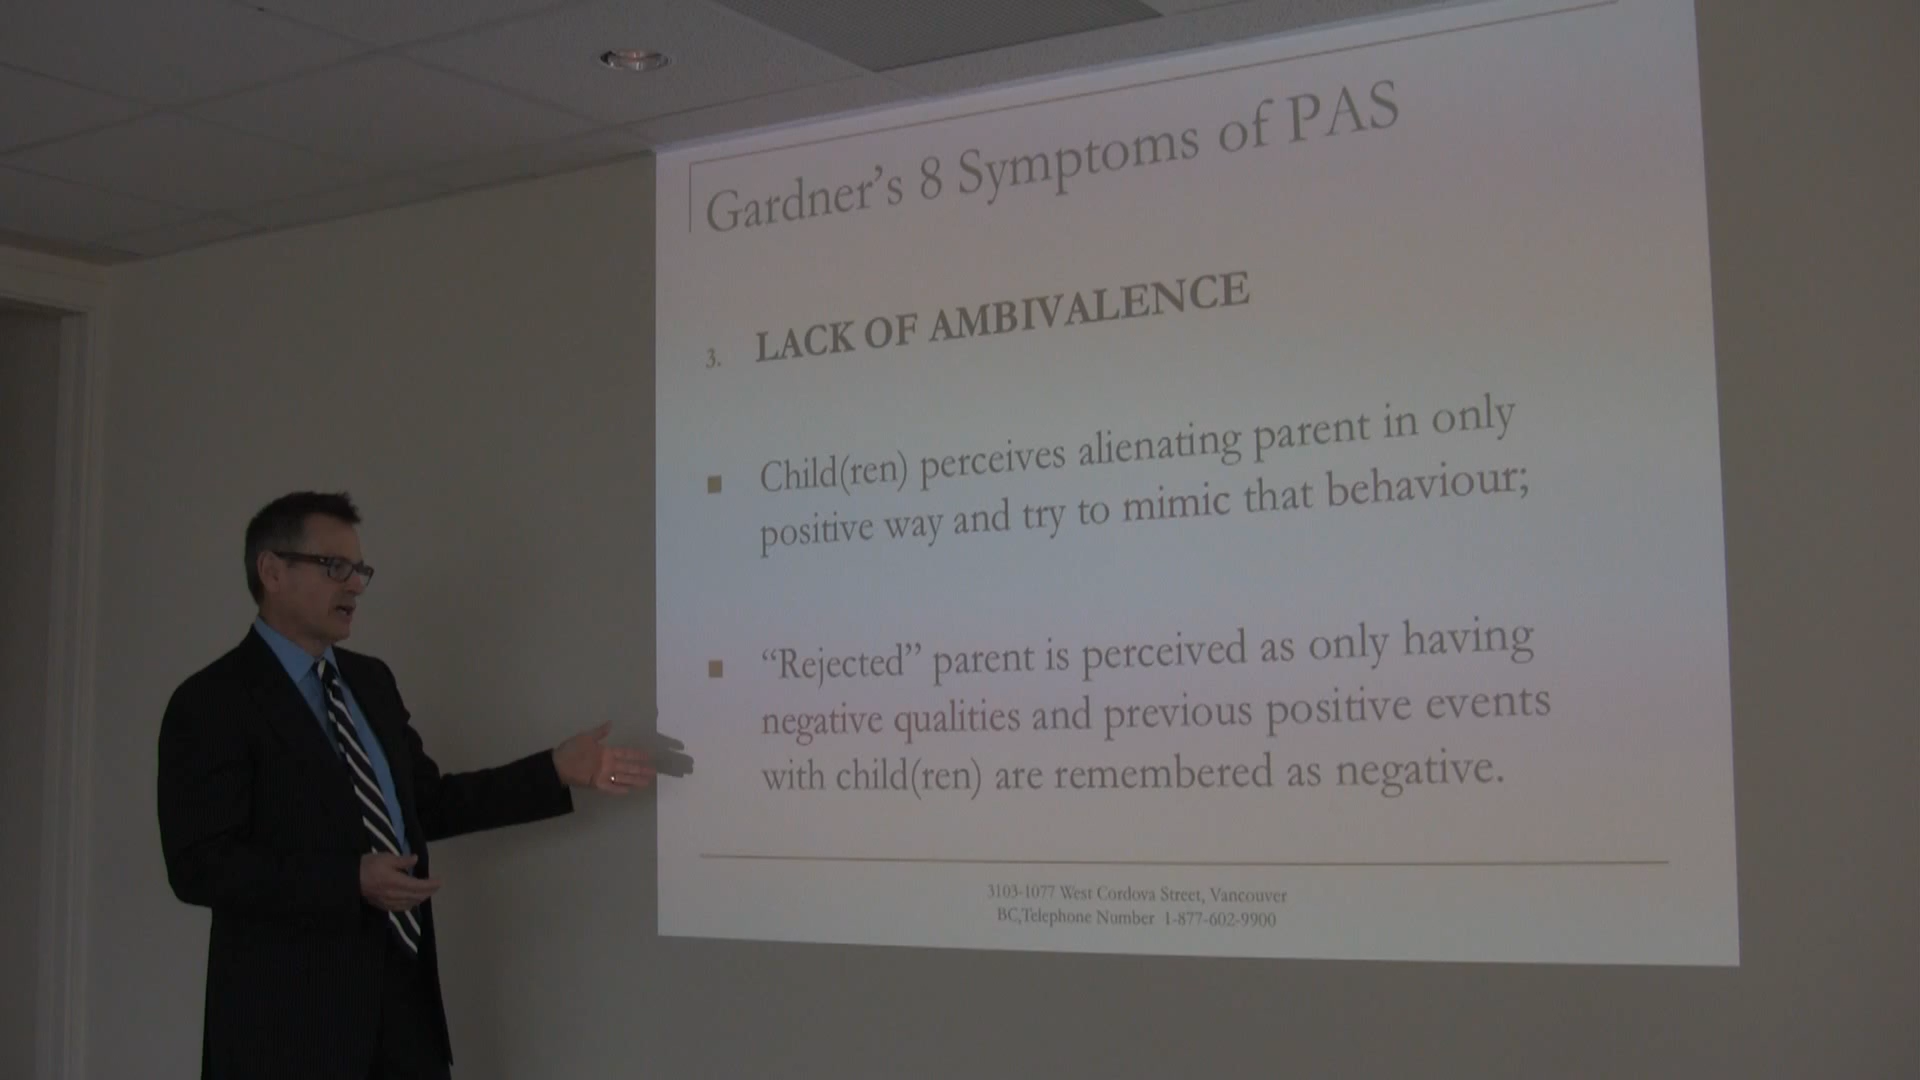 Gardner's 8 Symptoms of PAS
3. LACK OF AMBIVALENCE
Child(ren) perceives alienating parent in only
positive way and try to mimic that behaviour;
“Rejected” parent is perceived as only having
negative qualities and previous positive events
with child(ren) are remembered as negative.
3103-1077 West Cordova Street, Vancouver
BC,Telephone Number 1-877-602-9900